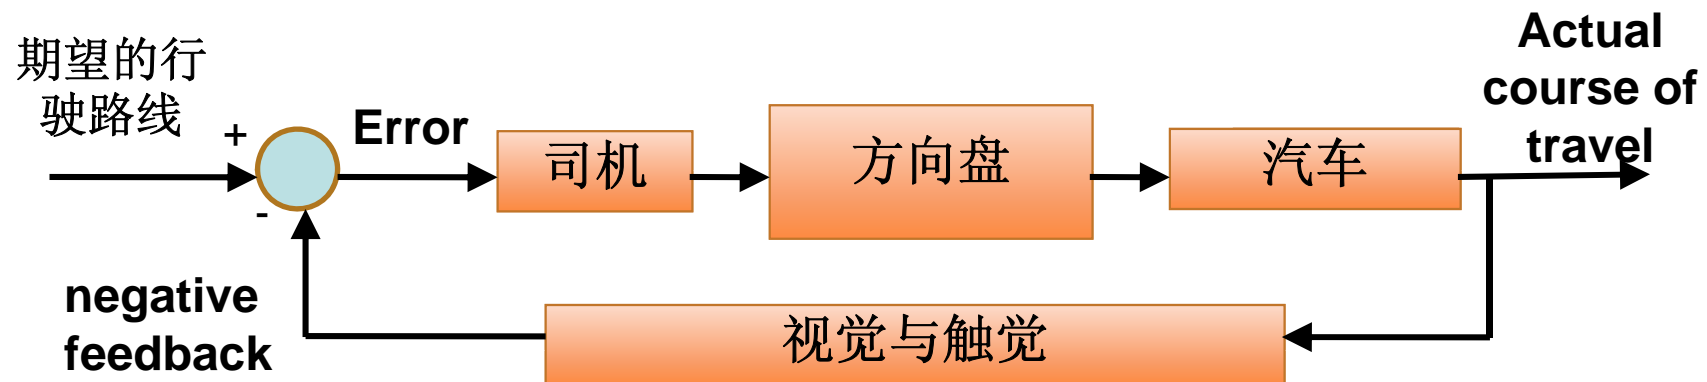 期望的行
驶路线
+
-
Error
司机
方向盘
汽车
Actual
course of
travel
negative
feedback
视觉与触觉